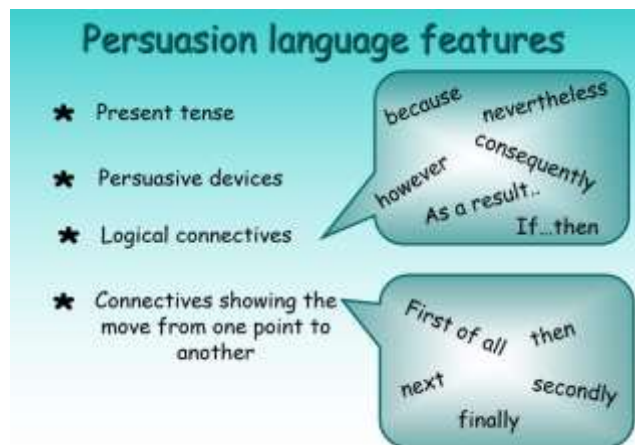 Persuasion language features
* Present tense
* Persuasive devices
* Logical connectives
* Connectives showing the
move from one point to
another
because
nevertheless
consequently
however
As a result..
If...then
First of all
then
next
secondly
finally